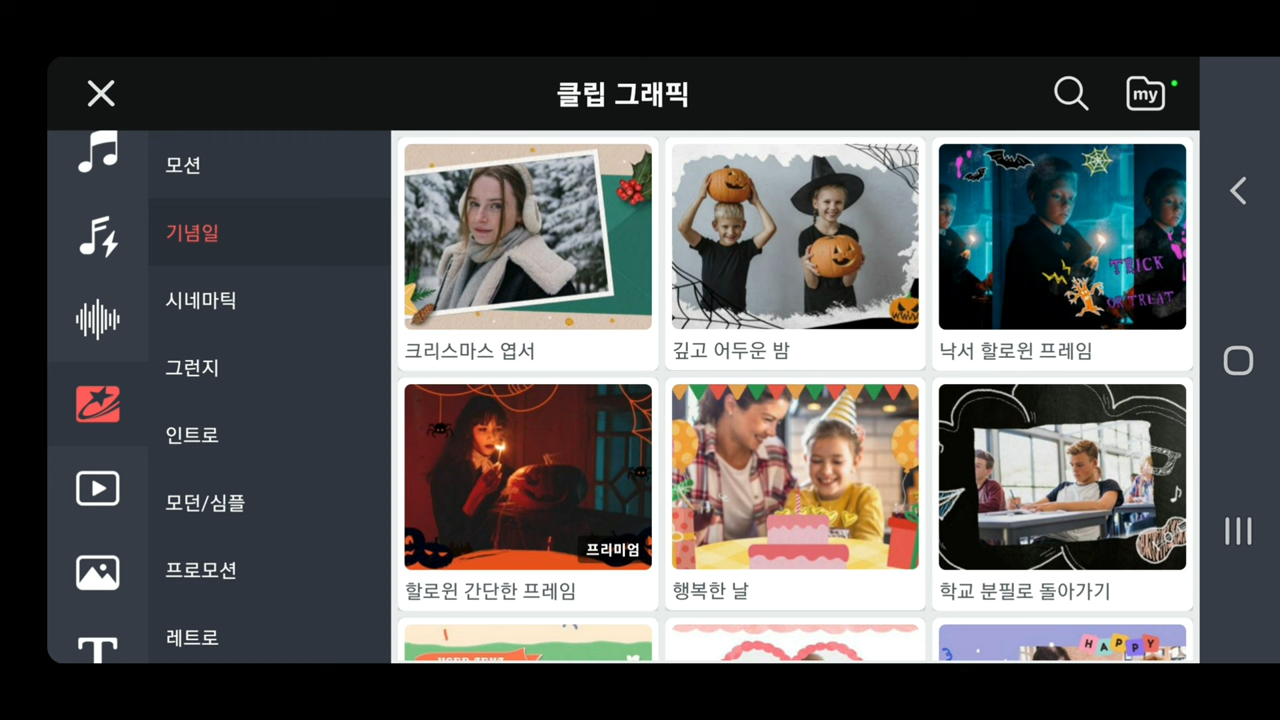 클립 그래픽
my
모션
기념일
시네마틱
그런지
인트로
모던/심플
프로모션
레트로
크리스마스 엽서
깊고 어두운 밤
TRICK
OR TREAT
낙서 할로윈 프레임
프리미엄
할로윈 간단한 프레임
행복한 날
학교 분필로 돌아가기
HAPPY